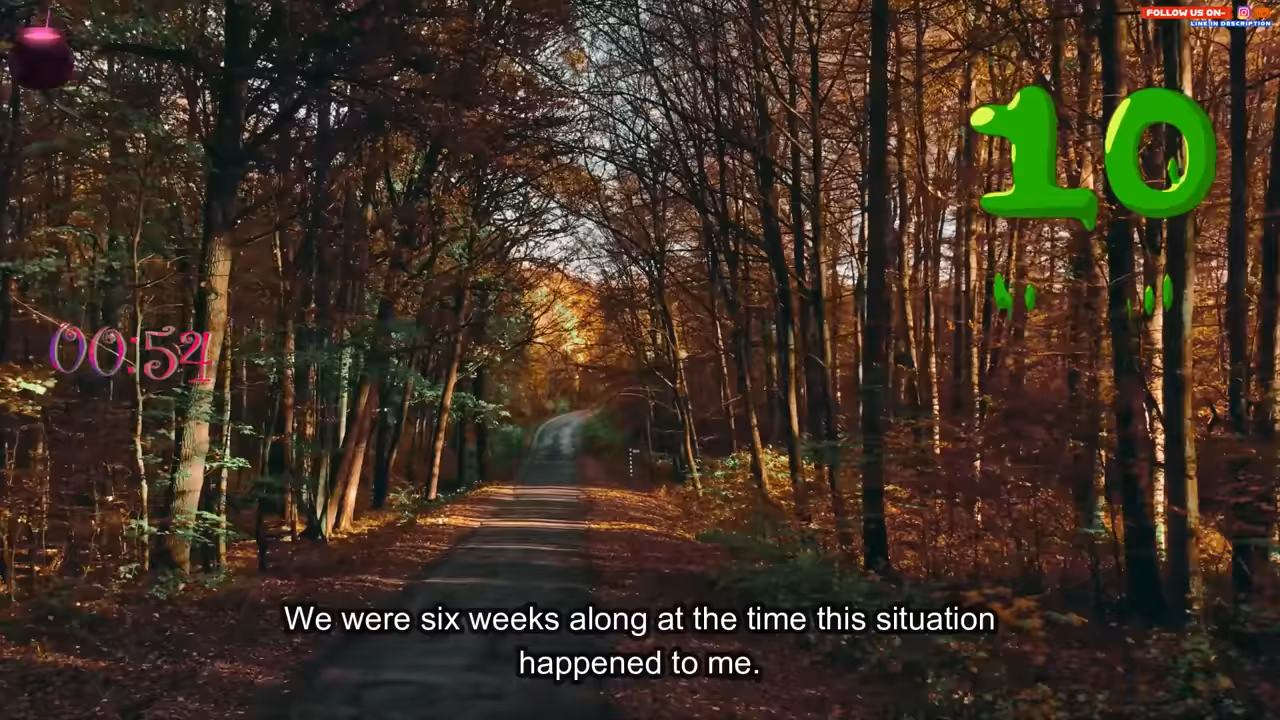 FOLLOW US ON-
LINK IN DESCRIPTION
10
00:54
We were six weeks along at the time this situation
happened to me.